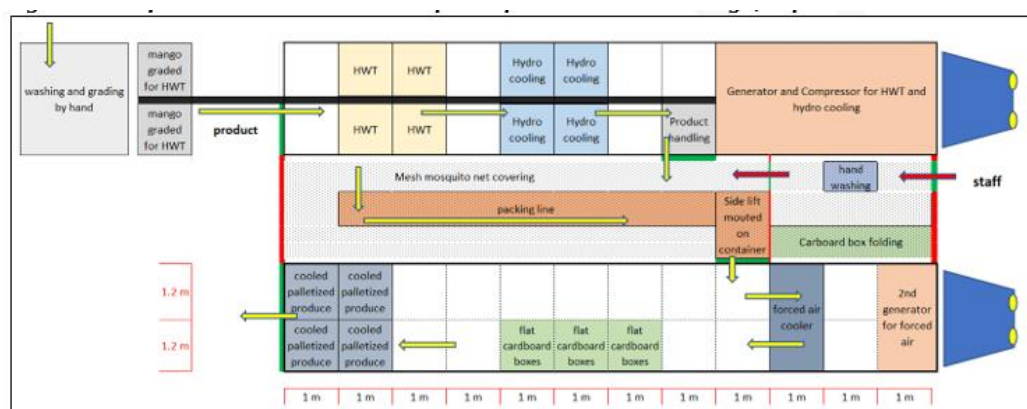 washing and grading
by hand
mango
graded
for HWT
mango
graded
for HWT
product
HWT
HWT
HWT
HWT
Hydro
cooling
Hydro
cooling
Hydro
cooling
Hydro
cooling
Product
handling
Generator and Compressor for HWT and
hydro cooling
Mesh mosquito net covering
hand
washing
staff
packing line
Side lift
mouted
on
container
Carboard box folding
1.2 m
1.2 m
cooled
palletized
produce
cooled
palletized
produce
cooled
palletized
produce
cooled
palletized
produce
flat
cardboard
boxes
flat
cardboard
boxes
flat
cardboard
boxes
forced air
cooler
2nd
generator
for forced
air
1 m
1 m
1 m
1 m
1 m
1 m
1 m
1 m
1 m
1 m
1 m
1 m